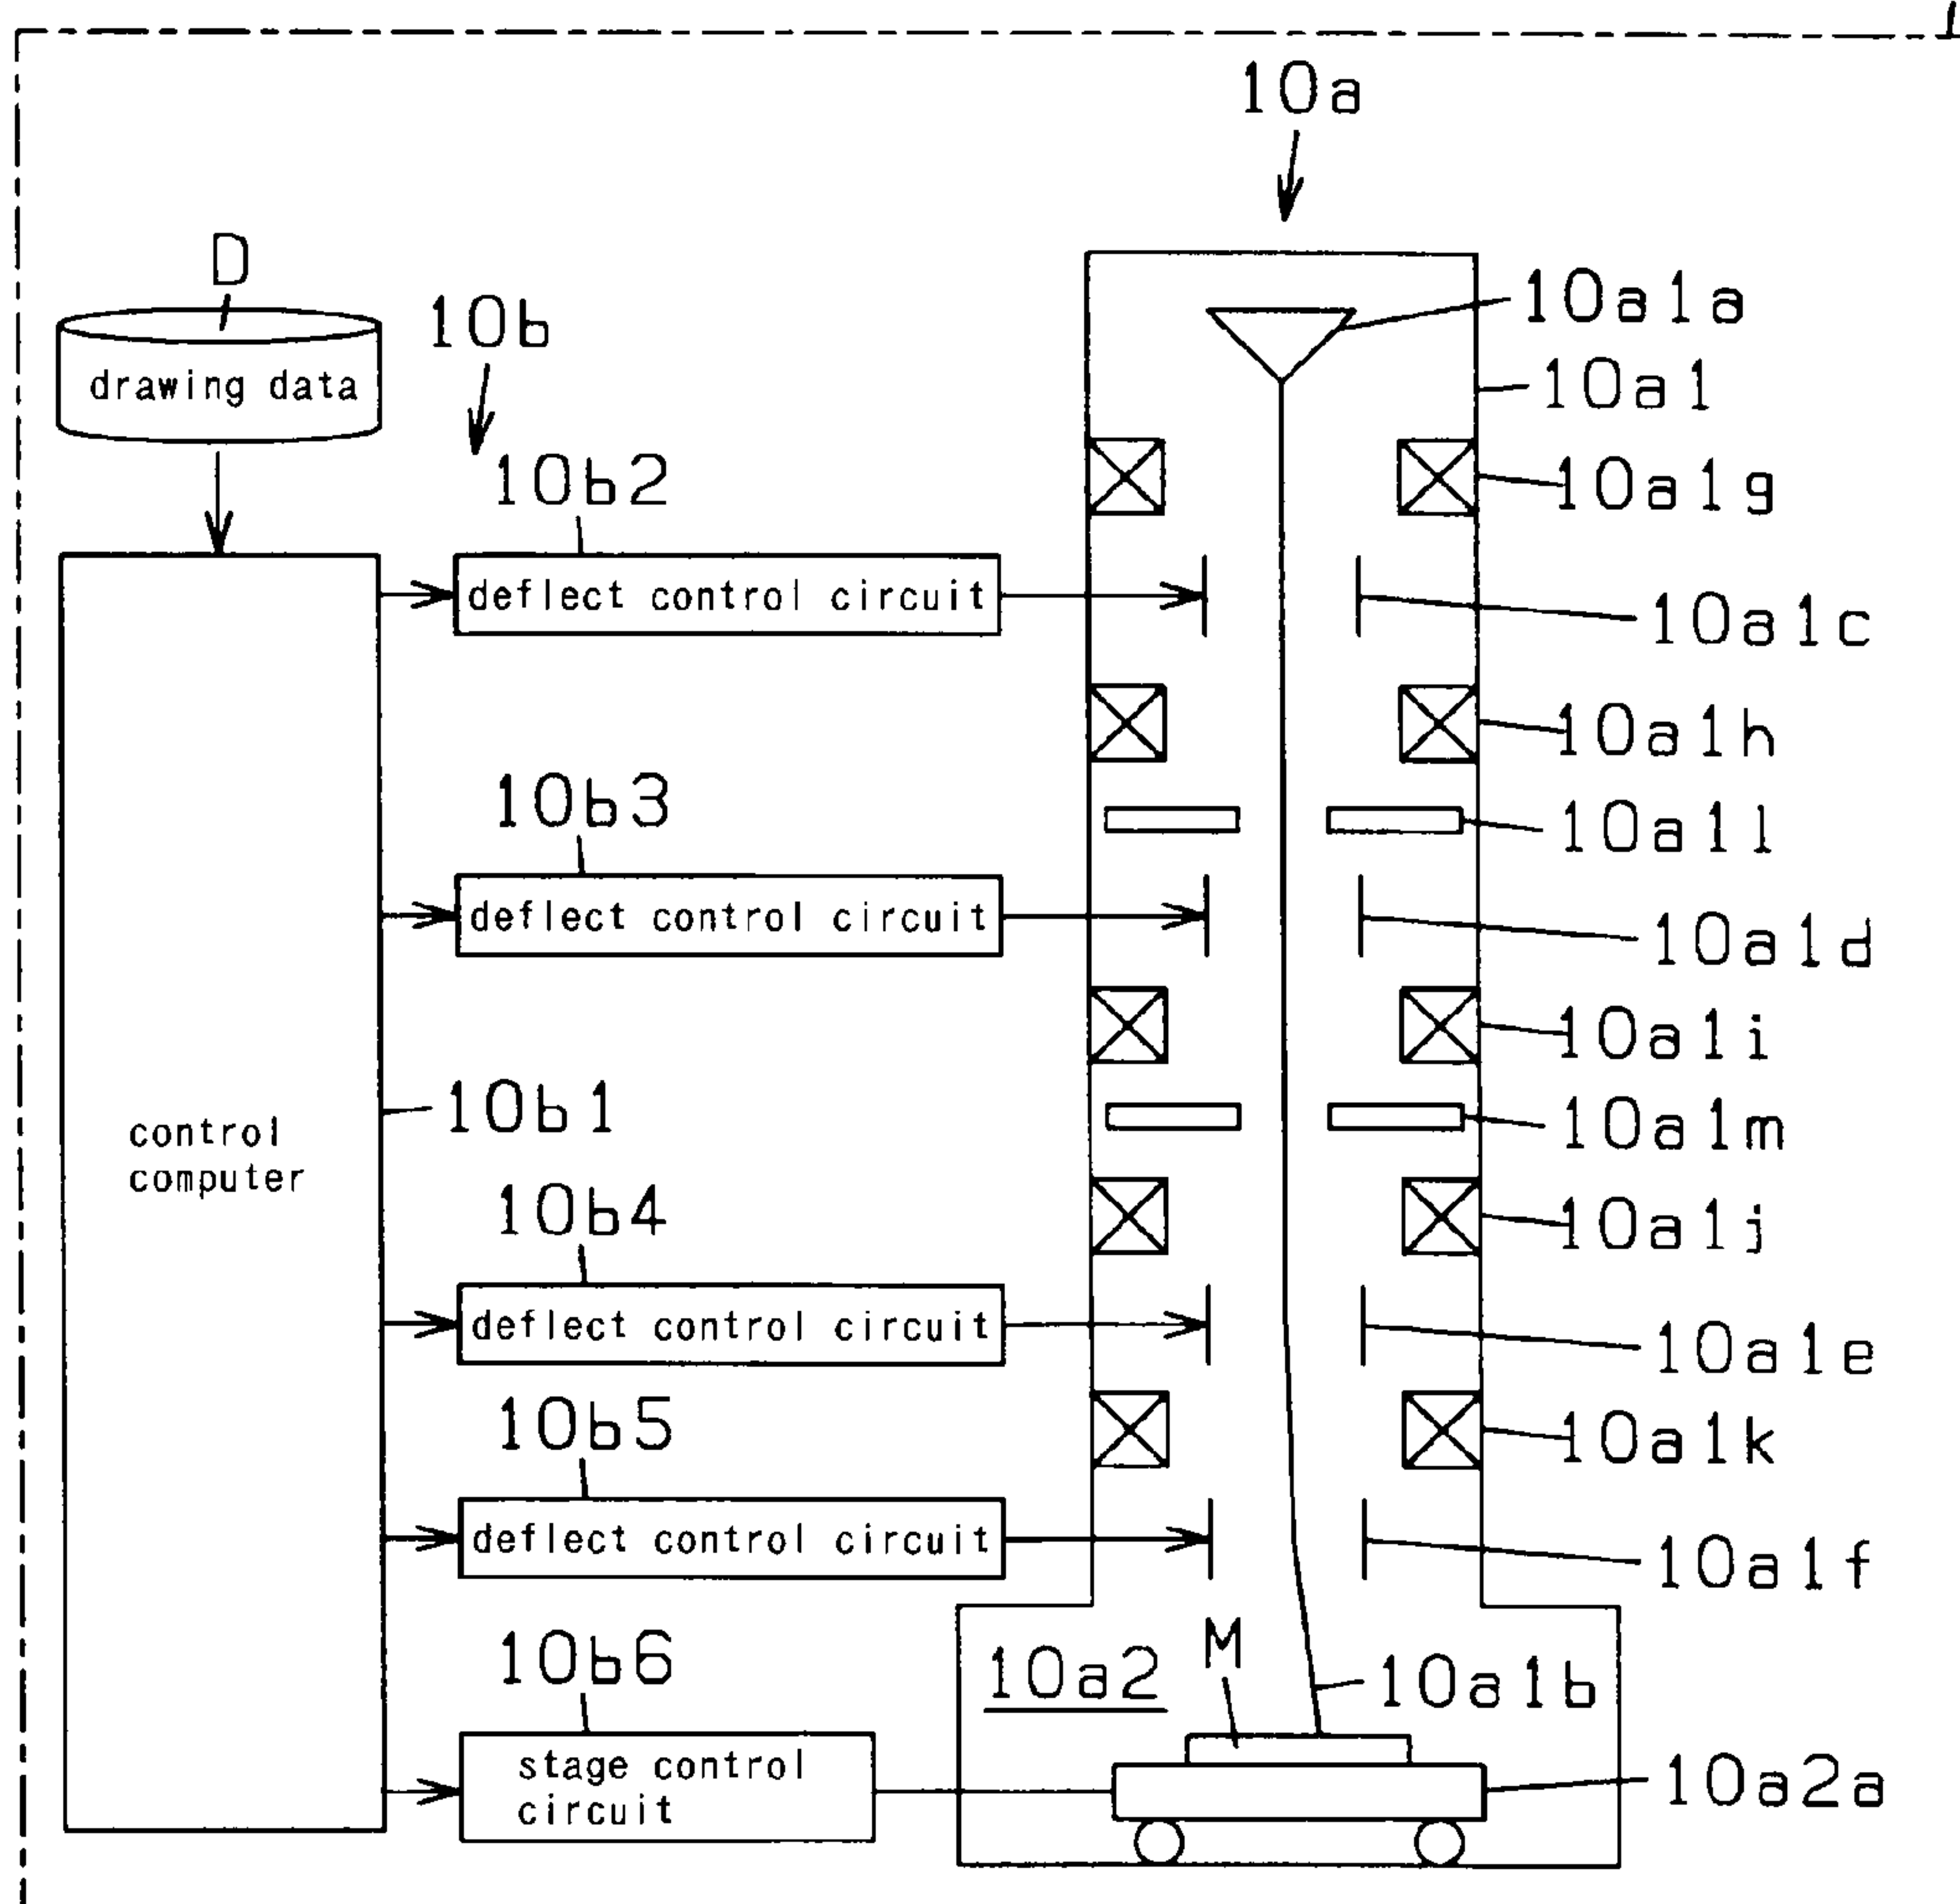 10a
D
drawing data
10b
10a1a
10a1
10b2
10a1g
deflect control circuit
10a1c
10a1h
10b3
10a1l
deflect control circuit
10a1d
10a1i
10b1
10a1m
control
computer
10b4
10a1j
deflect control circuit
10a1e
10b5
10a1k
deflect control circuit
10a1f
10b6
10a2
M
10a1b
stage control
circuit
10a2a